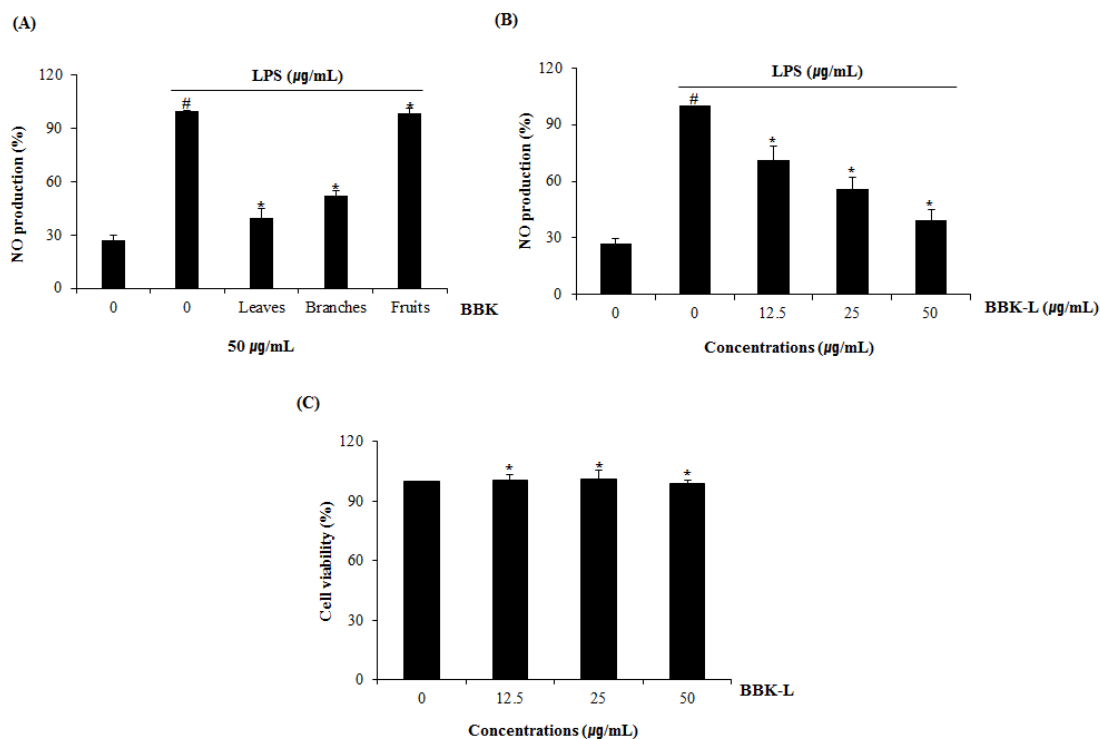 (A)
LPS (㎍/mL)
NO production (%)
120
90
60
30
0
#
*
*
*
0
0
Leaves
Branches
Fruits
BBK
50 ㎍/mL
(B)
LPS (㎍/mL)
NO production (%)
120
90
60
30
0
#
*
*
*
0
0
12.5
25
50
BBK-L (㎍/mL)
Concentrations (㎍/mL)
(C)
Cell viability (%)
120
90
60
30
0
*
*
*
0
12.5
25
50
BBK-L
Concentrations (㎍/mL)